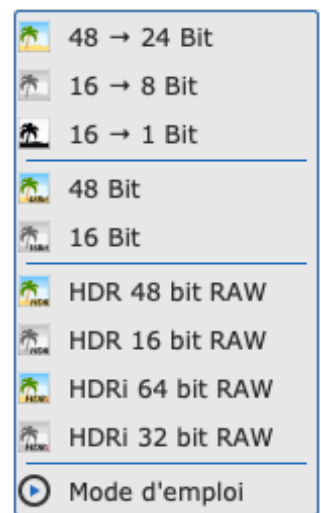 48 → 24 Bit
16 → 8 Bit
16 → 1 Bit
48 Bit
16 Bit
HDR 48 bit RAW
HDR 16 bit RAW
HDRi 64 bit RAW
HDRi 32 bit RAW
Mode d'emploi